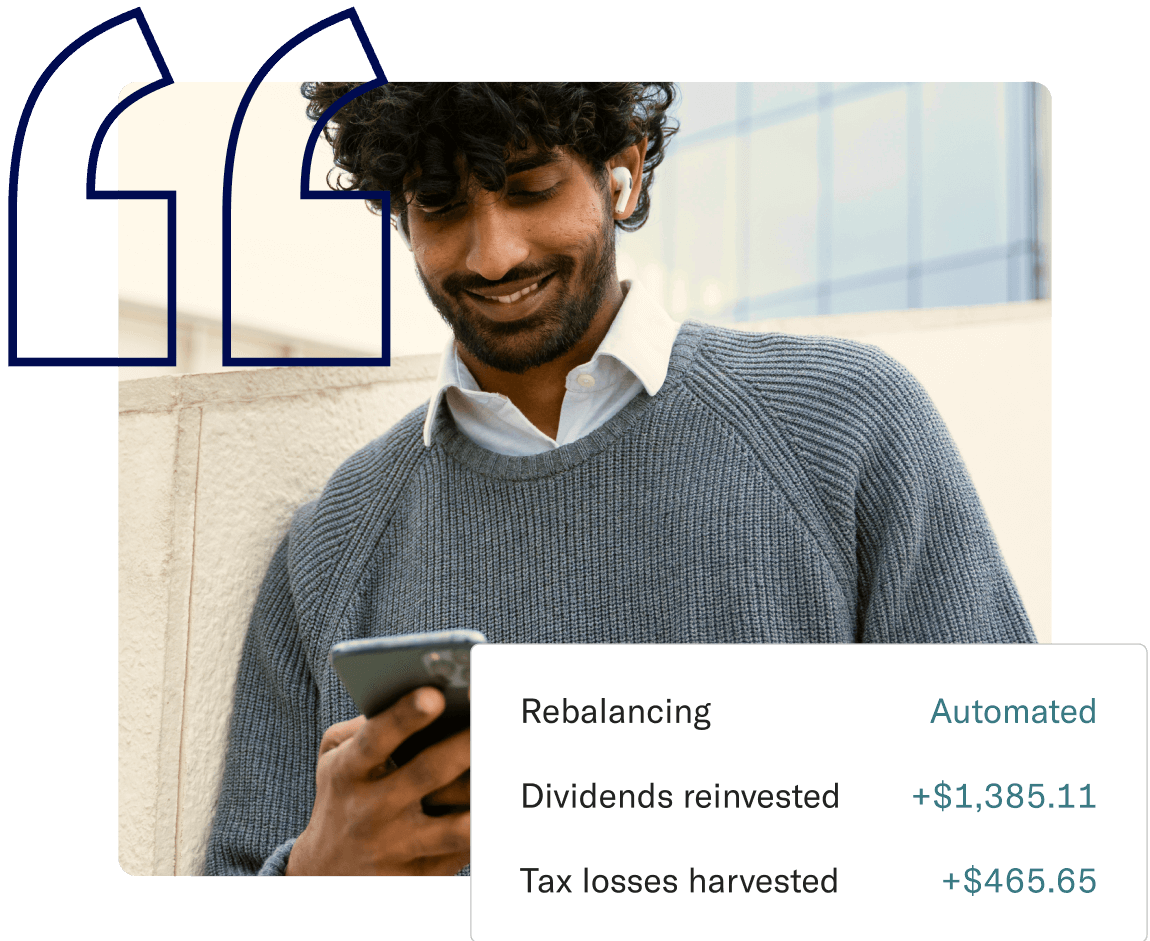 Rebalancing Automated
Dividends reinvested +$1,385.11
Tax losses harvested +$465.65